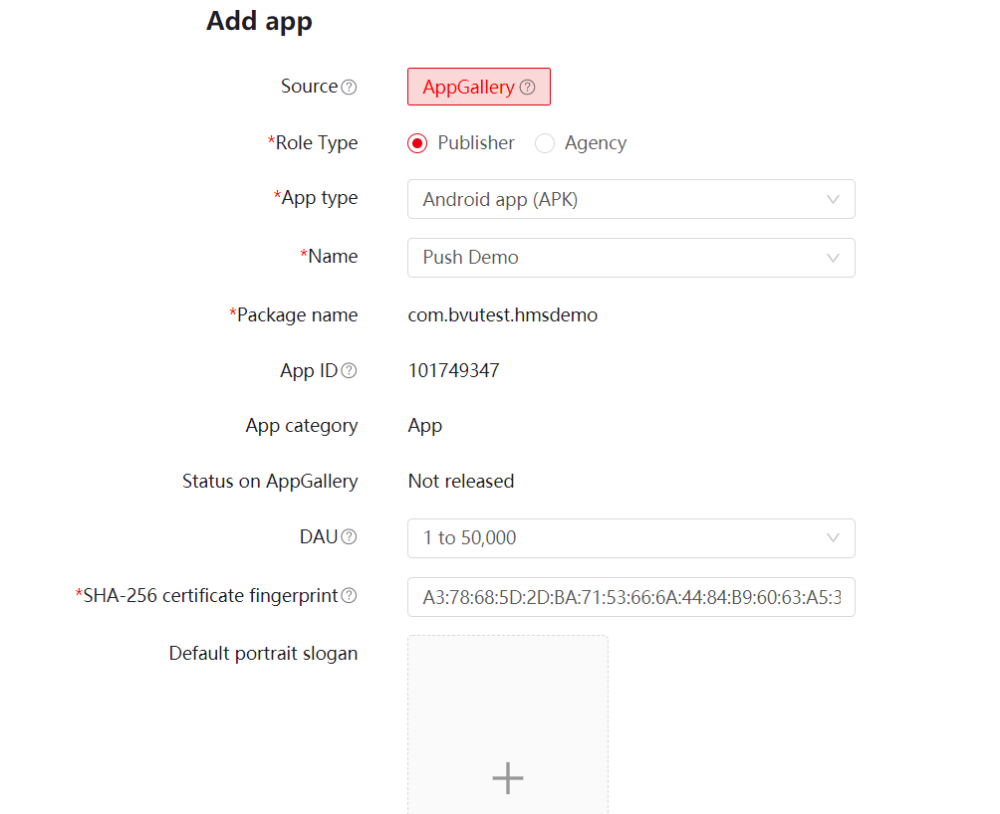 Add app
Source AppGallery
*Role Type Publisher Agency
*App type Android app (APK)
*Name Push Demo
*Package name com.bvutest.hmsdemo
App ID 101749347
App category App
Status on AppGallery Not released
DAU 1 to 50,000
*SHA-256 certificate fingerprint A3:78:68:5D:2D:BA:71:53:66:6A:44:84:B9:60:63:A5:3
Default portrait slogan